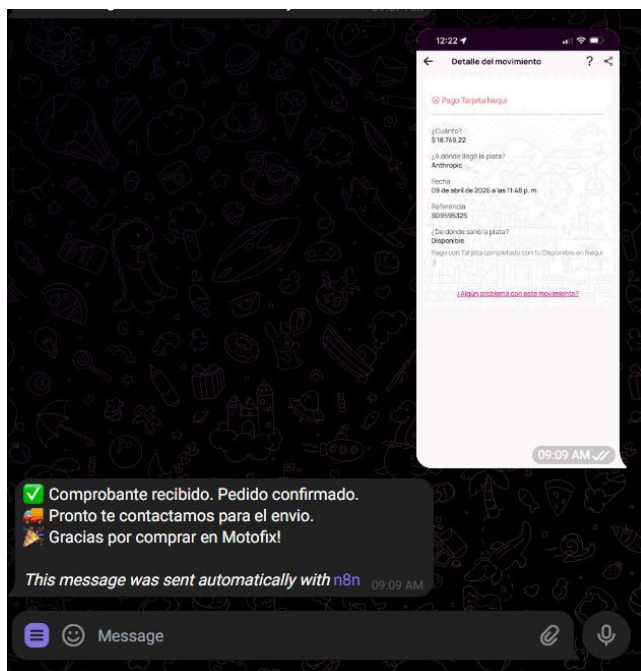 12:22
Detalle del movimiento
?
Pago Tarjeta Nequi
¿Cuánto?
$ 18.749,22
¿A dónde llegó la plata?
Anthropic
Fecha
09 de abril de 2026 a las 11:48 p. m.
Referencia
S09595325
¿De dónde salió la plata?
Disponible
Pago con Tarjeta completado con tu Disponible en Nequi
:)
¿Algún problema con este movimiento?
09:09 AM
Comprobante recibido. Pedido confirmado.
Pronto te contactamos para el envio.
Gracias por comprar en Motofix!
This message was sent automatically with n8n 09:09 AM
Message